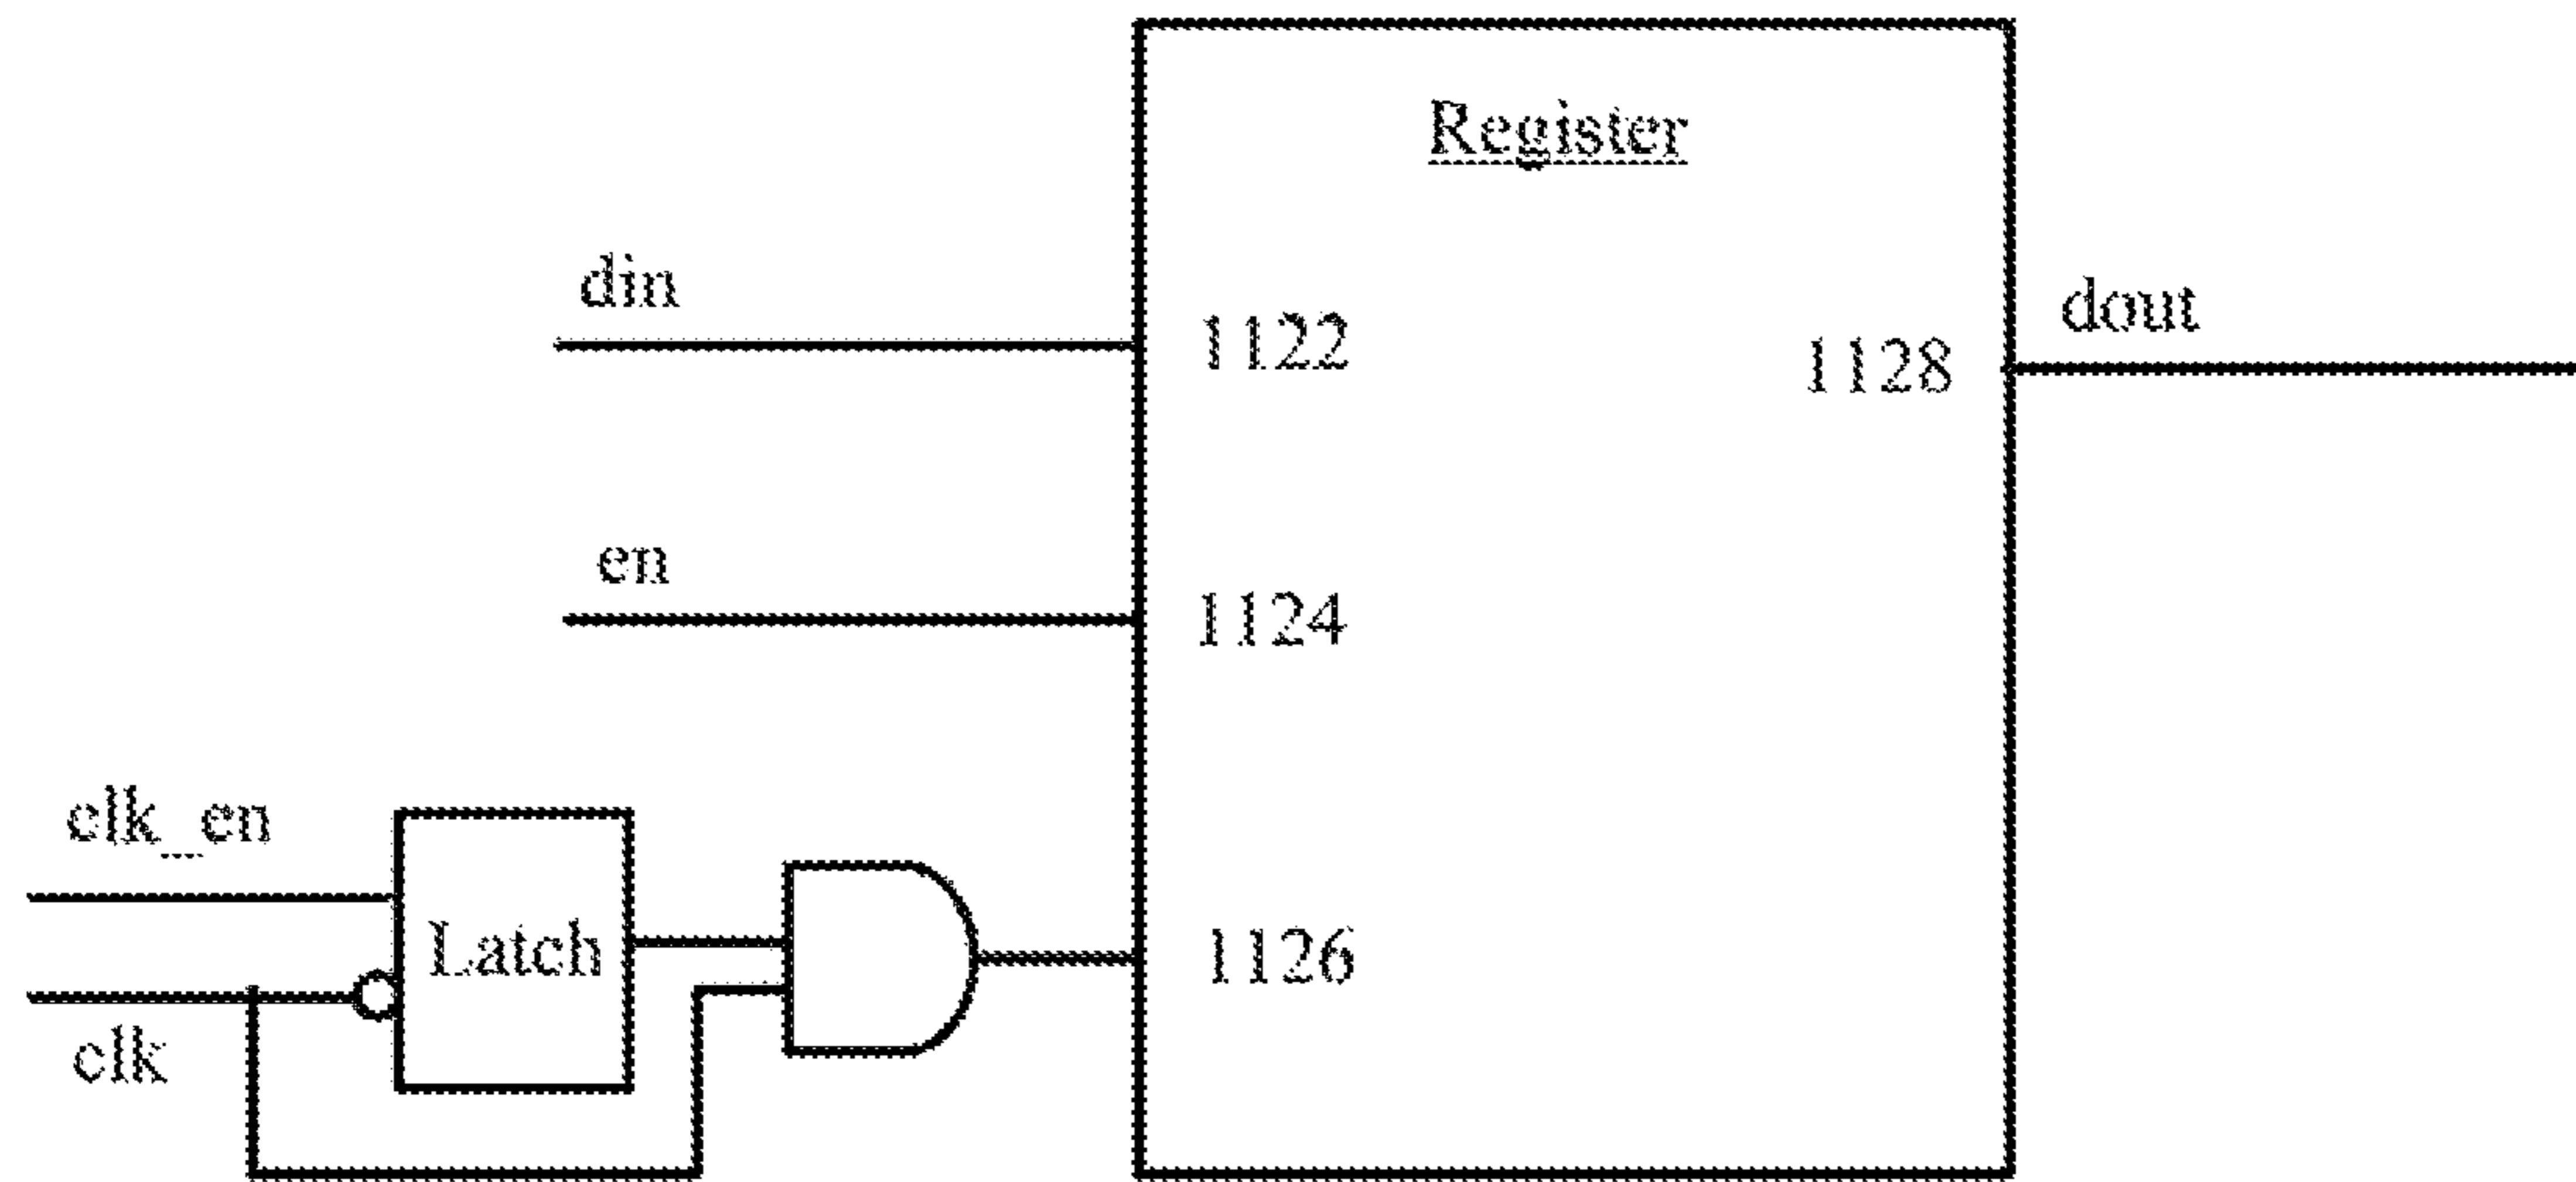 Register
din
1122
dout
1128
en
1124
clk_en
Latch
1126
clk